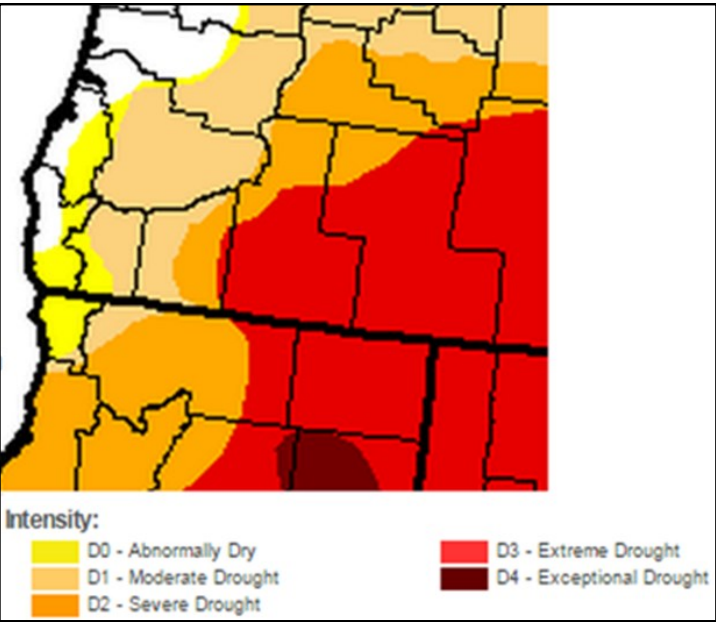 Intensity:
D0 - Abnormally Dry
D1 - Moderate Drought
D2 - Severe Drought
D3 - Extreme Drought
D4 - Exceptional Drought